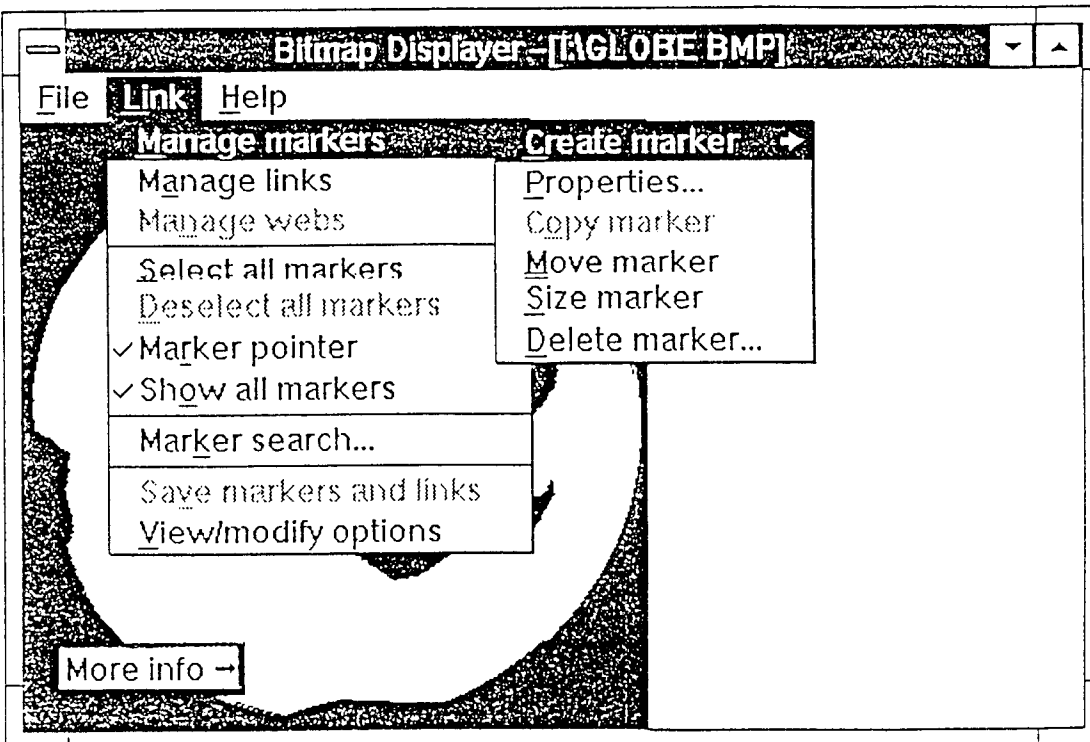 Bitmap Displayer -[f:\GLOBE.BMP]
File Link Help
Manage markers
Manage links
Manage webs
Select all markers
Deselect all markers
✓ Marker pointer
✓ Show all markers
Marker search...
Save markers and links
View/modify options
Create marker →
Properties...
Copy marker
Move marker
Size marker
Delete marker...
More info →